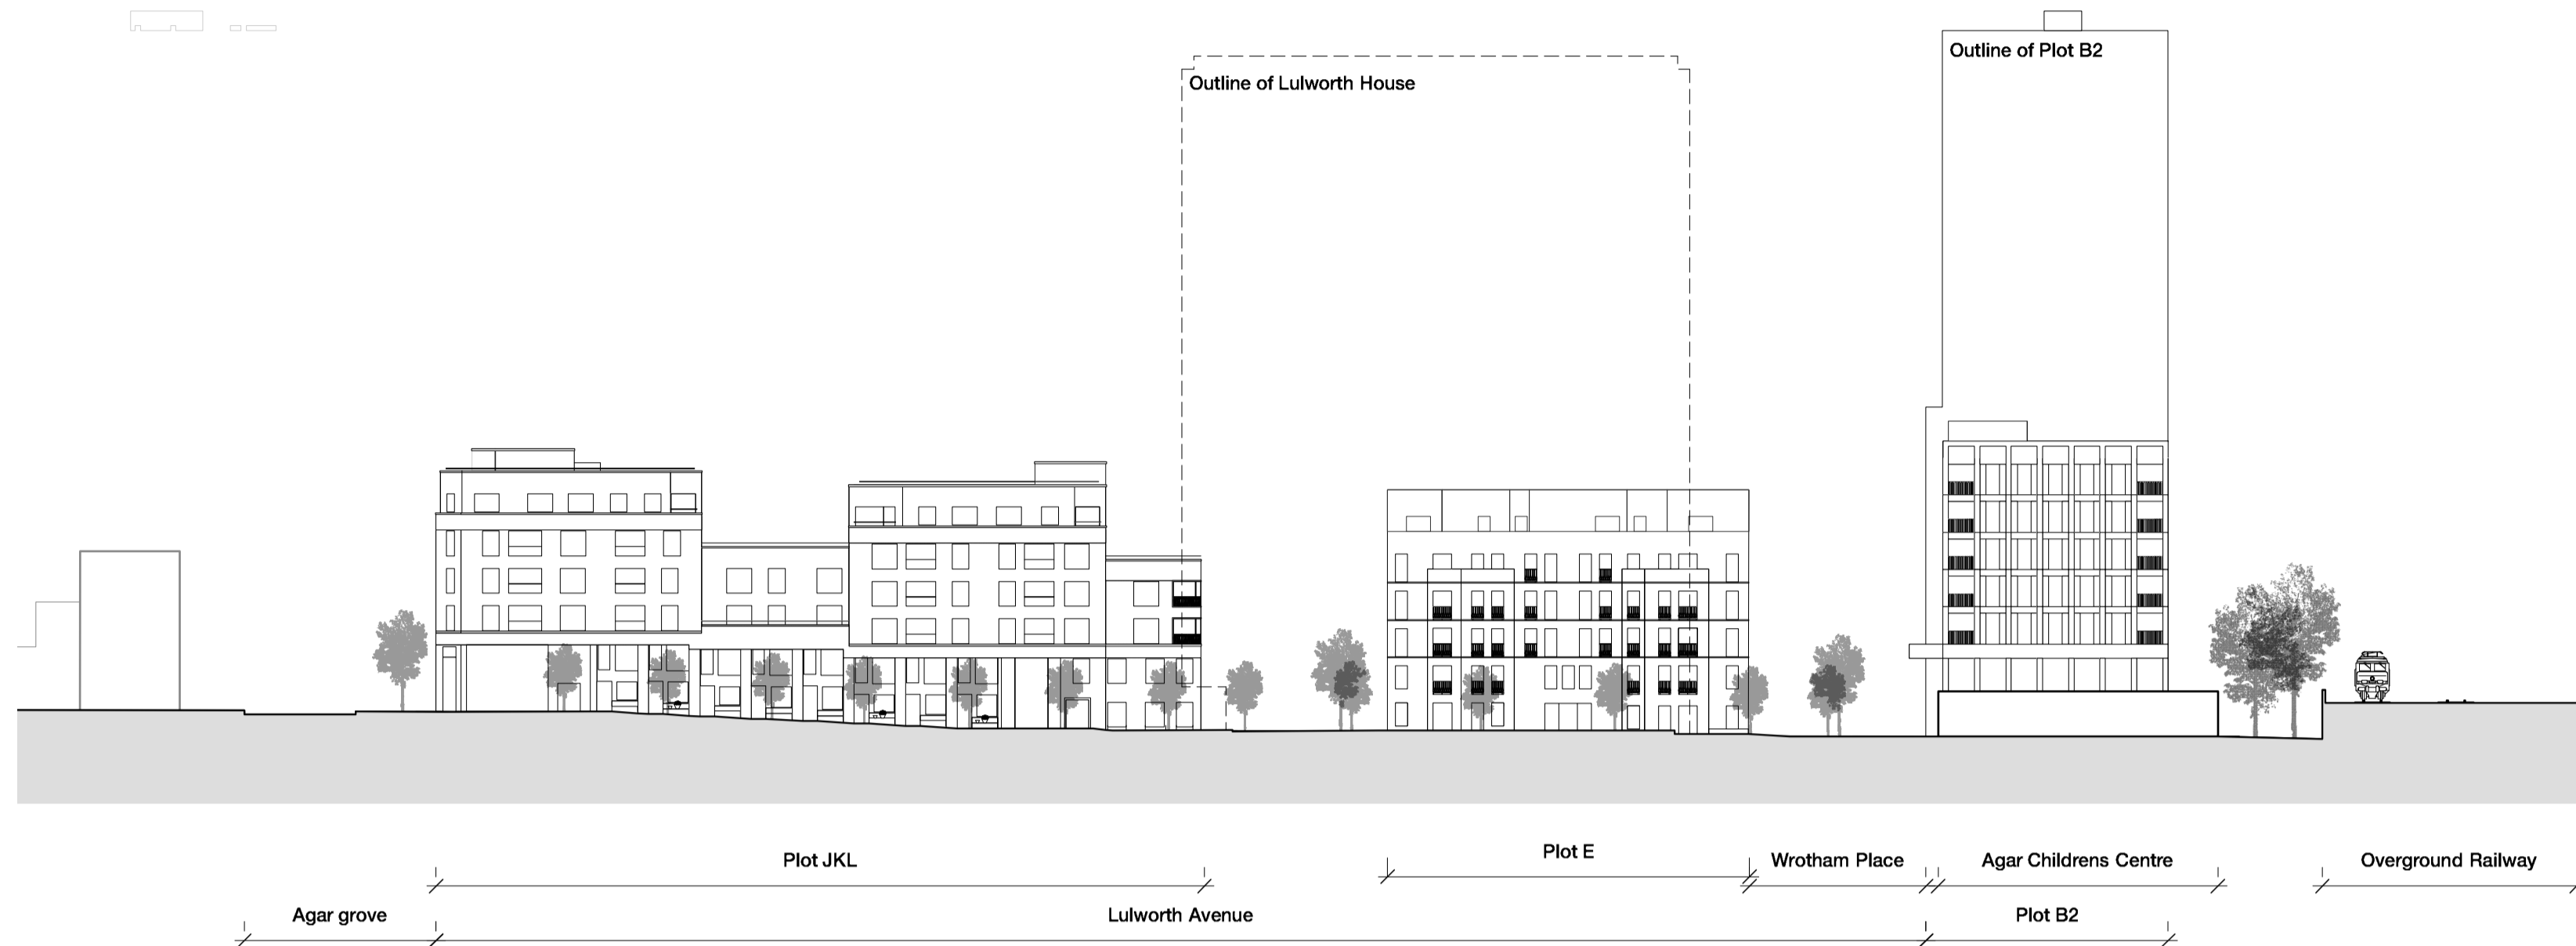 Outline of Plot B2
Outline of Lulworth House
Plot JKL
Plot E
Wrotham Place
Agar Childrens Centre
Overground Railway
Agar grove
Lulworth Avenue
Plot B2